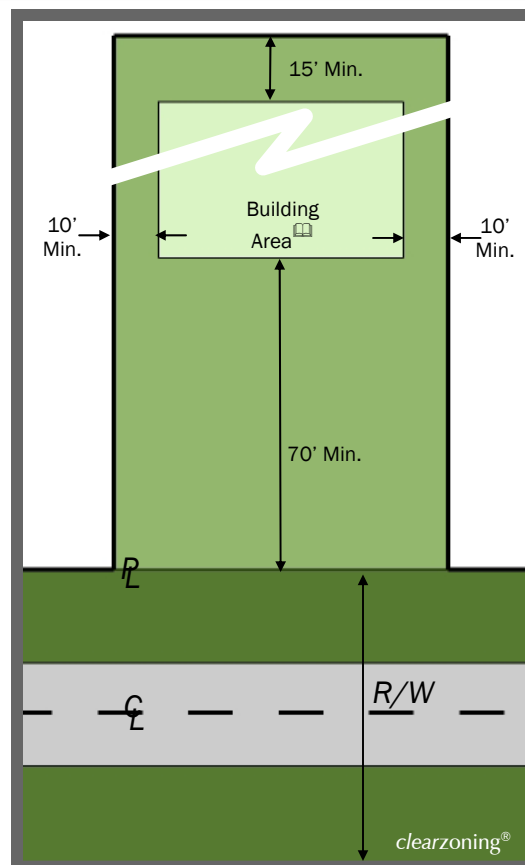 15’ Min.
Building
Area
10’
Min.
10’
Min.
70’ Min.
PL
CL
R/W
clearzoning®